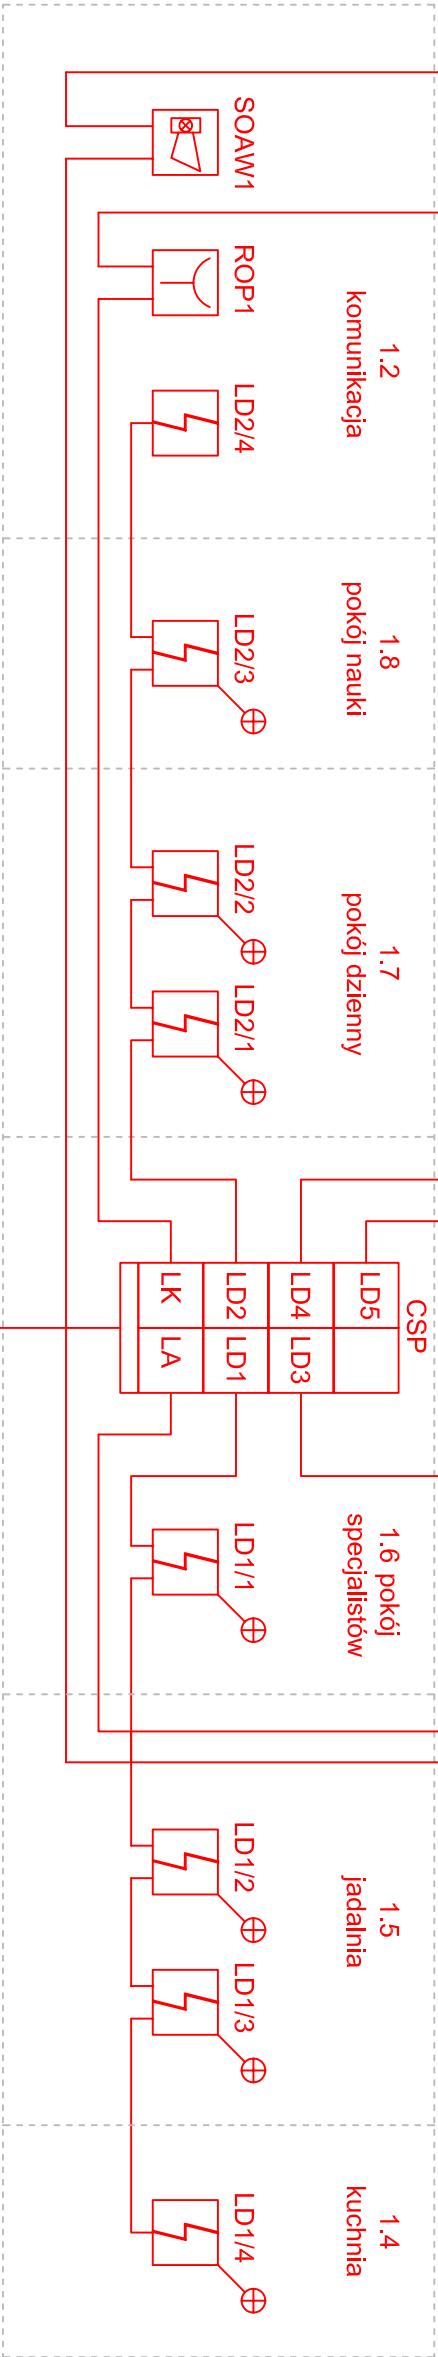 SOAW1
ROP1
1.2
komunikacja
LD2/4
1.8
pokój nauki
LD2/3
1.7
pokój dzienny
LD2/2
LD2/1
CSP
LD5
LD4
LD3
LD2
LD1
LK
LA
1.6 pokój
specjalistów
LD1/1
1.5
jadalnia
LD1/2
LD1/3
1.4
kuchnia
LD1/4